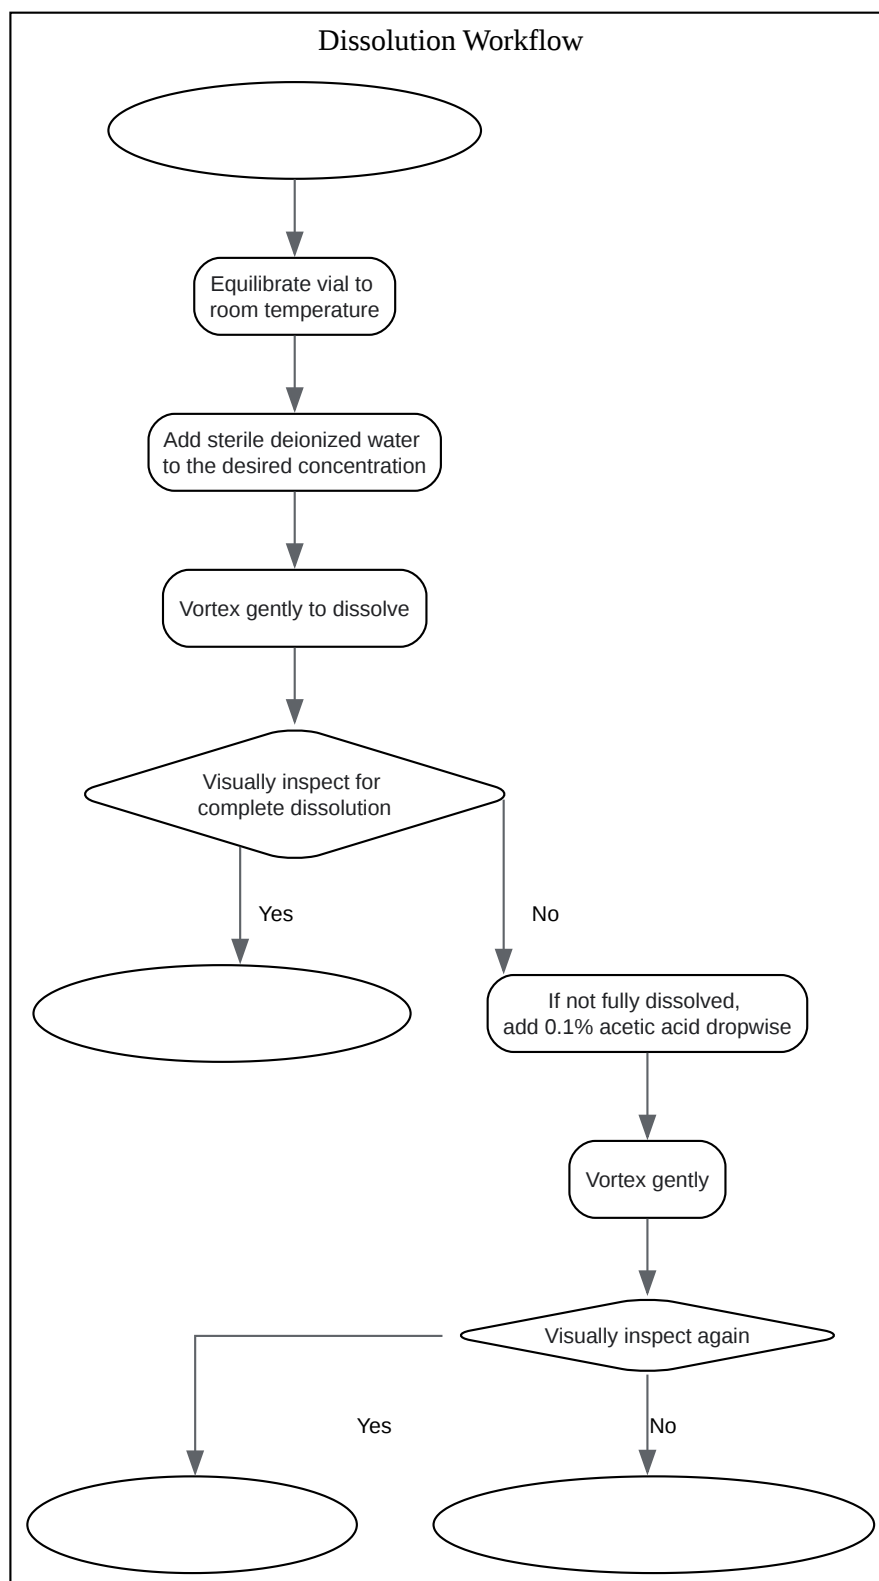 Dissolution Workflow
Equilibrate vial to
room temperature
Add sterile deionized water
to the desired concentration
Vortex gently to dissolve
Visually inspect for
complete dissolution
Yes
No
If not fully dissolved,
add 0.1% acetic acid dropwise
Vortex gently
Visually inspect again
Yes
No